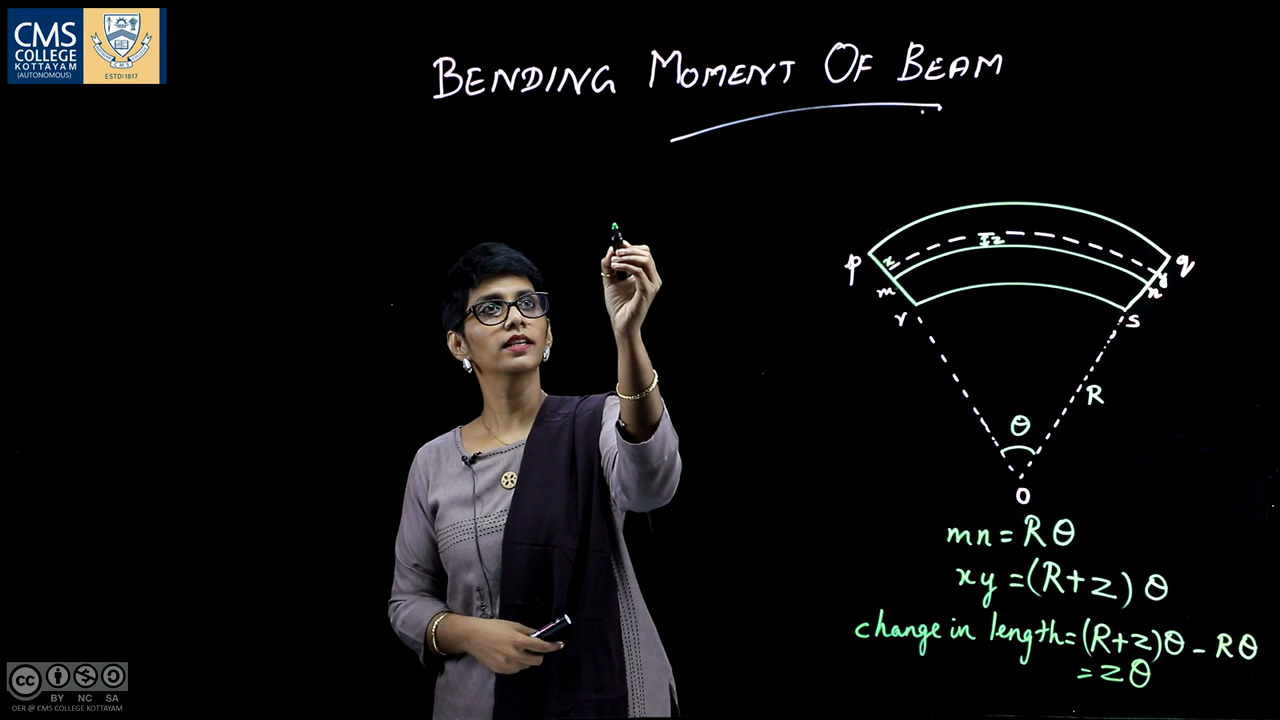 CMS
COLLEGE
KOTTAYAM
(AUTONOMOUS)
ESTD:1817
BENDING MOMENT OF BEAM
p
x
z
q
y
m
n
r
s
R
θ
O
mn = Rθ
xy = (R+z) θ
change in length = (R+z)θ - Rθ
= zθ
cc
BY NC SA
OER @ CMS COLLEGE KOTTAYAM